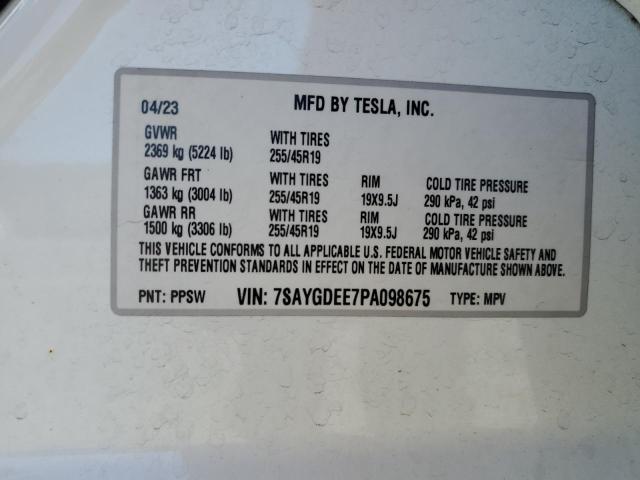 04/23 MFD BY TESLA, INC.
GVWR WITH TIRES
2369 kg (5224 lb) 255/45R19
GAWR FRT WITH TIRES RIM COLD TIRE PRESSURE
1363 kg (3004 lb) 255/45R19 19X9.5J 290 kPa, 42 psi
GAWR RR WITH TIRES RIM COLD TIRE PRESSURE
1500 kg (3306 lb) 255/45R19 19X9.5J 290 kPa, 42 psi
THIS VEHICLE CONFORMS TO ALL APPLICABLE U.S. FEDERAL MOTOR VEHICLE SAFETY AND
THEFT PREVENTION STANDARDS IN EFFECT ON THE DATE OF MANUFACTURE SHOWN ABOVE.
PNT: PPSW VIN: 7SAYGDEE7PA098675 TYPE: MPV